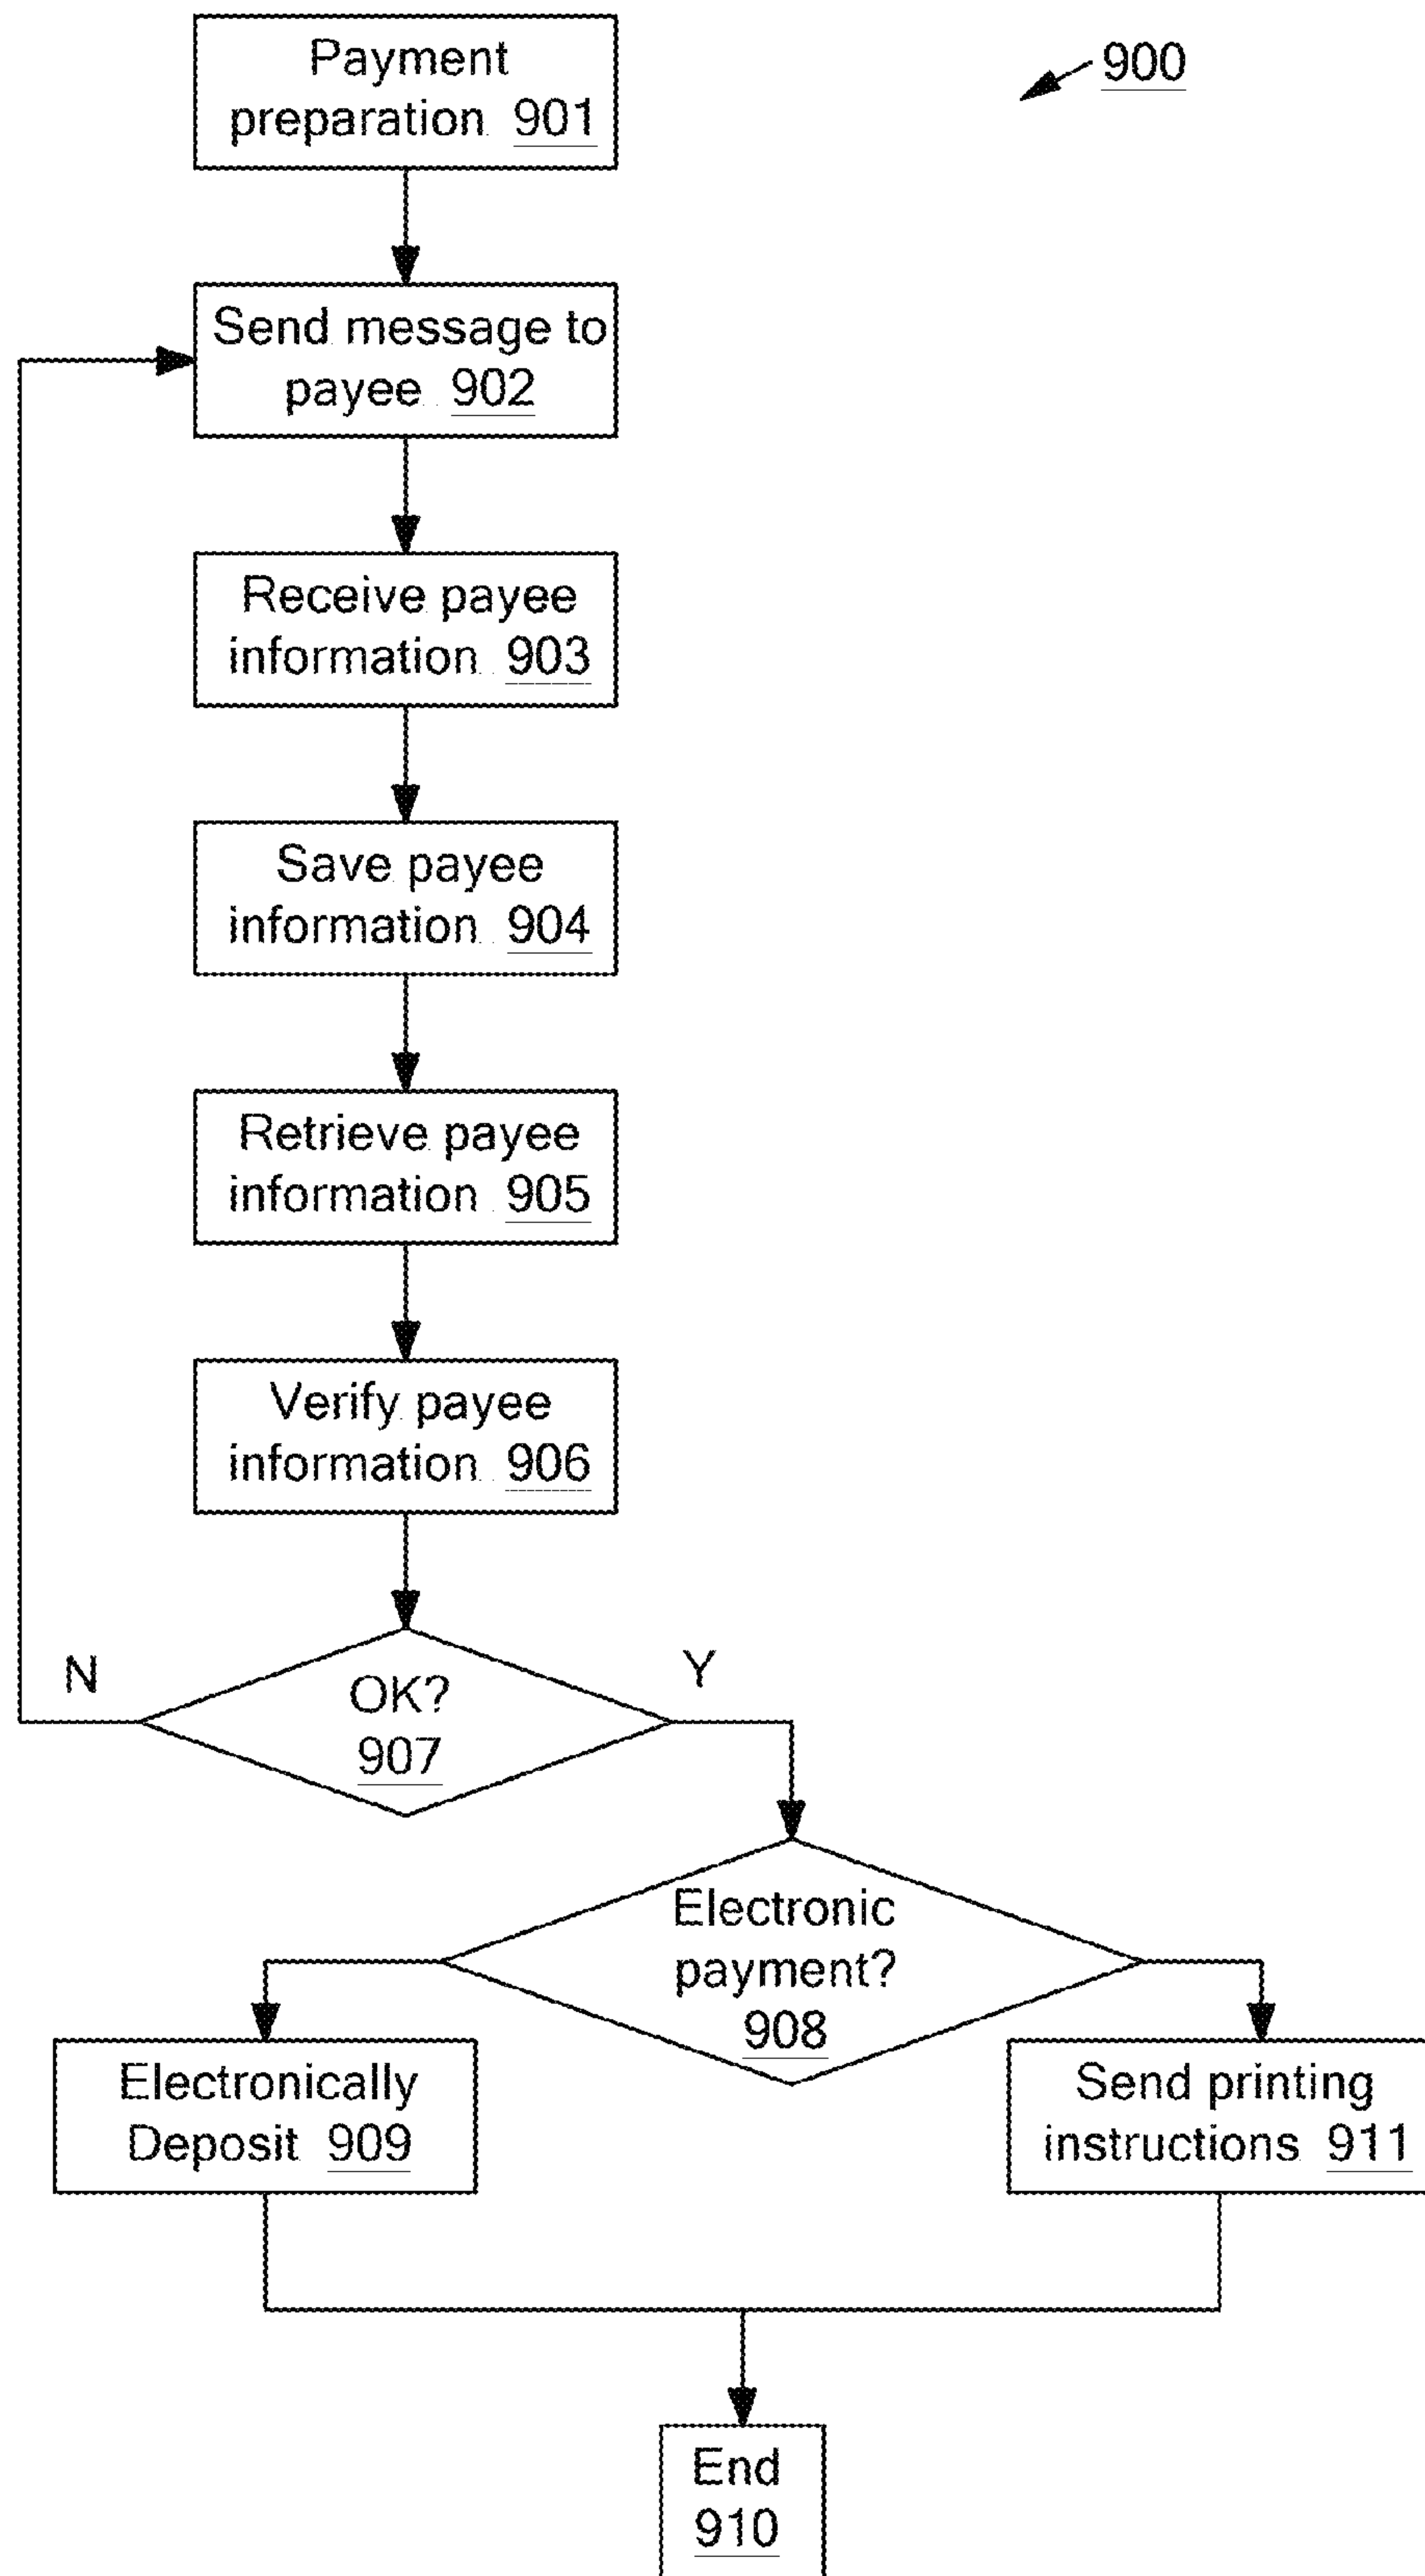 Payment
preparation 901
900
Send message to
payee 902
Receive payee
information 903
Save payee
information 904
Retrieve payee
information 905
Verify payee
information 906
N
Y
OK?
907
Electronic
payment?
908
Electronically
Deposit 909
Send printing
instructions 911
End
910